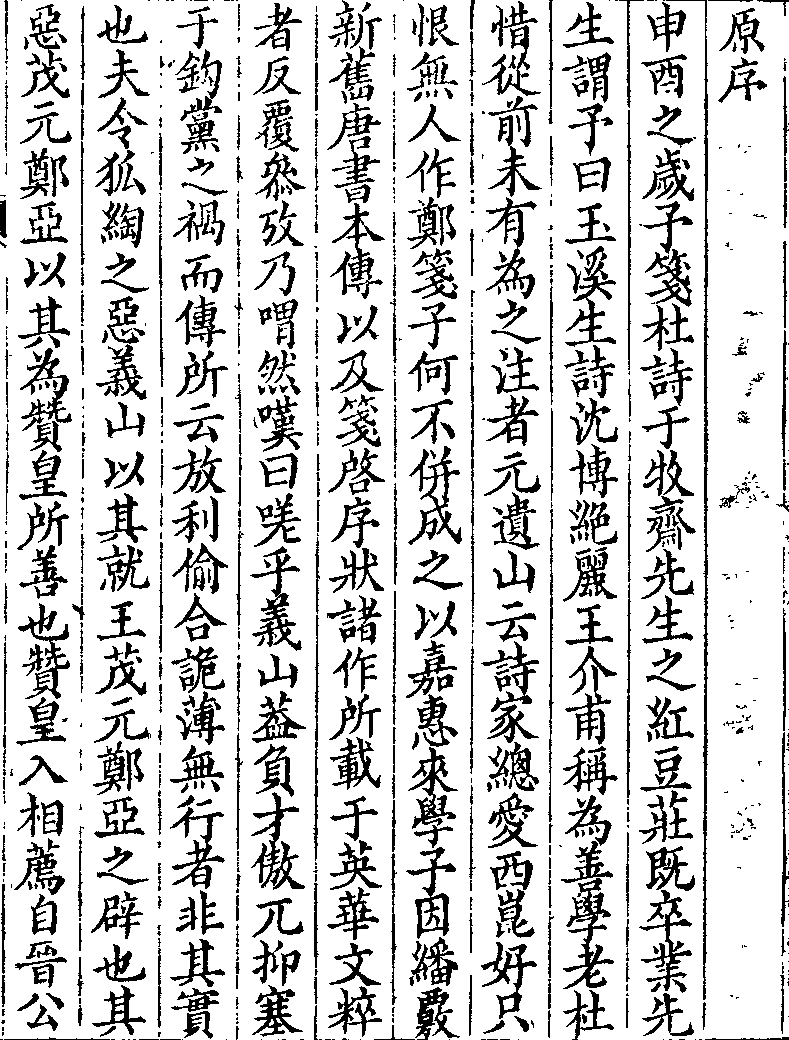 原序
申酉之歲子箋杜詩于牧齋先生之紅豆莊既卒業先
生謂予曰玉溪生詩沈博絕麗王介甫稱為善學老杜
惜從前未有為之注者元遺山云詩家總愛西崑好只
恨無人作鄭箋子何不併成之以嘉惠來學子因繙覈
新舊唐書本傳以及箋啓序狀諸作所載于英華文粹
者反覆叅攷乃喟然嘆曰嗟乎義山葢負才傲兀抑塞
于鈎黨之禍而傳所云放利偷合詭薄無行者非其實
也夫令狐綯之惡義山以其就王茂元鄭亞之辟也其
惡茂元鄭亞以其為贊皇所善也贊皇入相薦自晉公